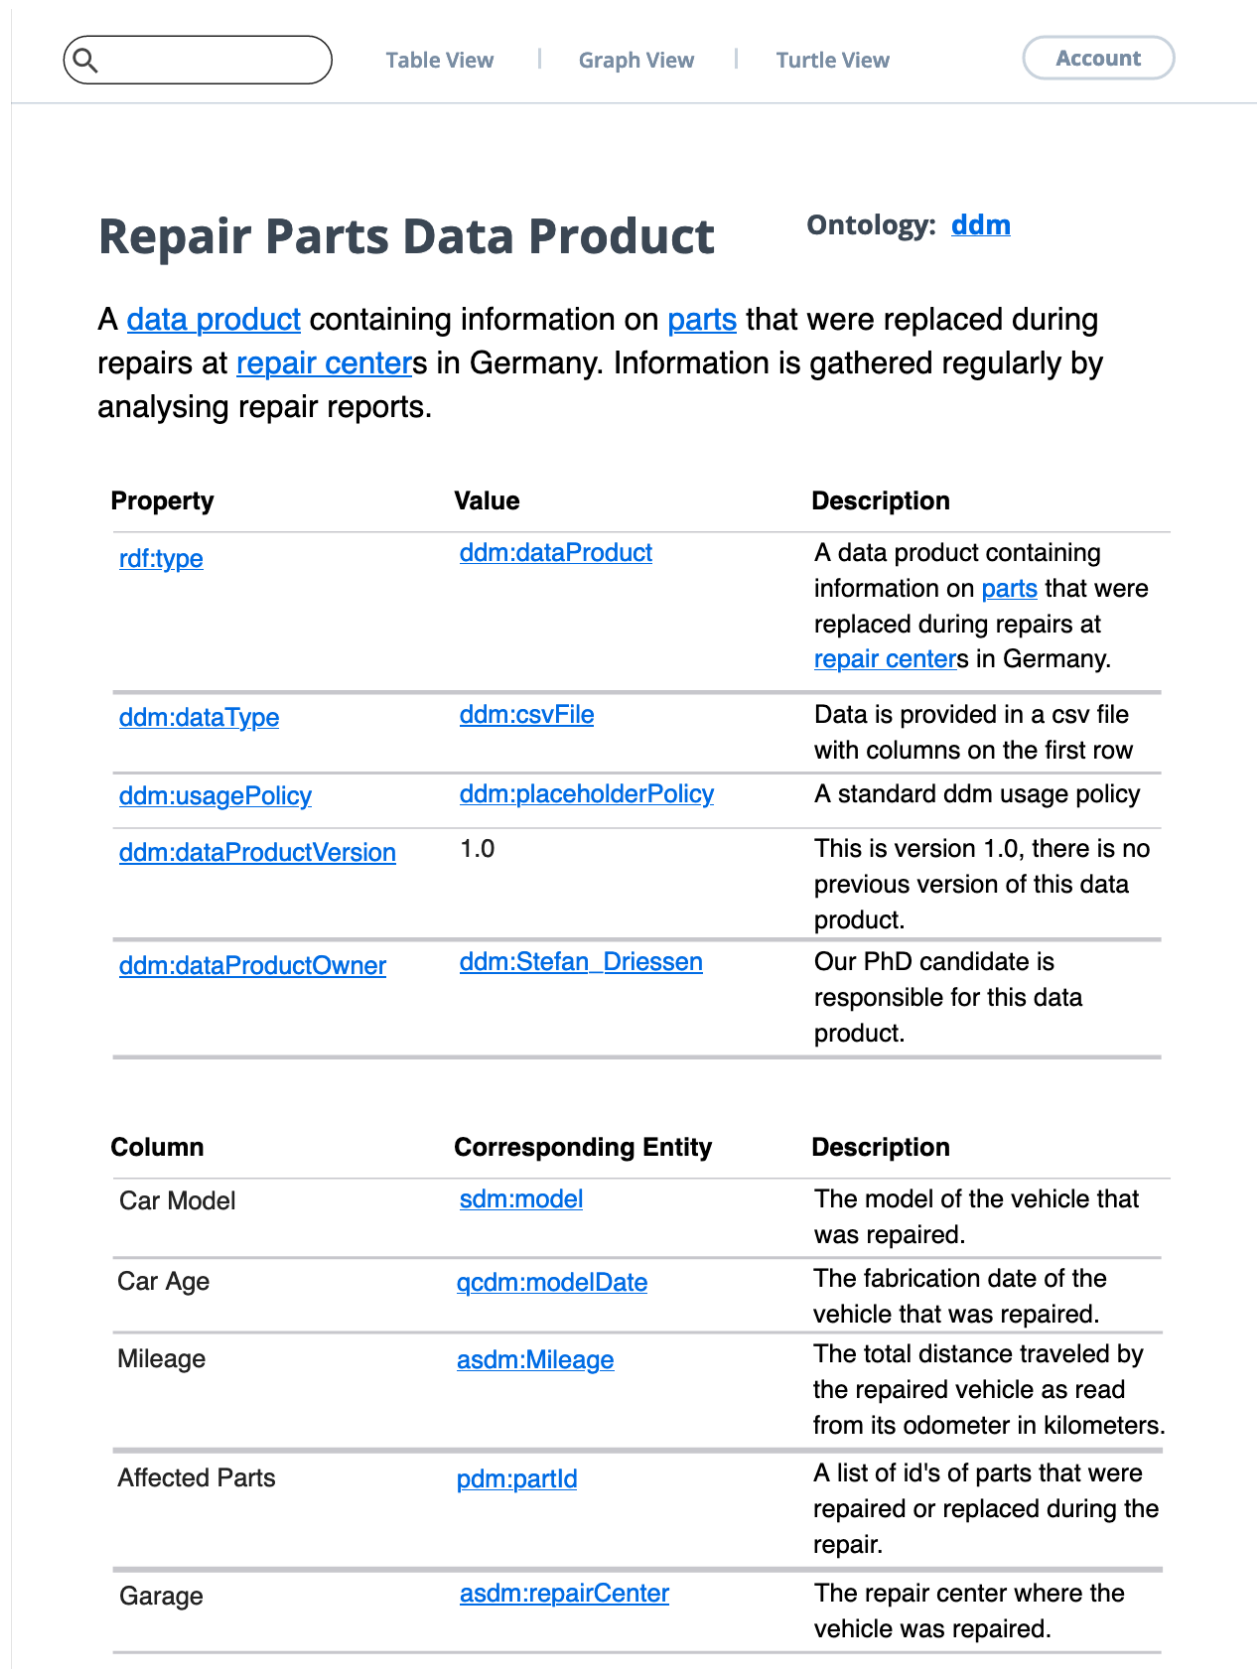 Table View | Graph View | Turtle View Account
Repair Parts Data Product Ontology: ddm
A data product containing information on parts that were replaced during
repairs at repair centers in Germany. Information is gathered regularly by
analysing repair reports.
Property Value Description
rdf:type ddm:dataProduct A data product containing
information on parts that were
replaced during repairs at
repair centers in Germany.
ddm:dataType ddm:csvFile Data is provided in a csv file
with columns on the first row
ddm:usagePolicy ddm:placeholderPolicy A standard ddm usage policy
ddm:dataProductVersion 1.0 This is version 1.0, there is no
previous version of this data
product.
ddm:dataProductOwner ddm:Stefan_Driessen Our PhD candidate is
responsible for this data
product.
Column Corresponding Entity Description
Car Model sdm:model The model of the vehicle that
was repaired.
Car Age qcdm:modelDate The fabrication date of the
vehicle that was repaired.
Mileage asdm:Mileage The total distance traveled by
the repaired vehicle as read
from its odometer in kilometers.
Affected Parts pdm:partId A list of id's of parts that were
repaired or replaced during the
repair.
Garage asdm:repairCenter The repair center where the
vehicle was repaired.